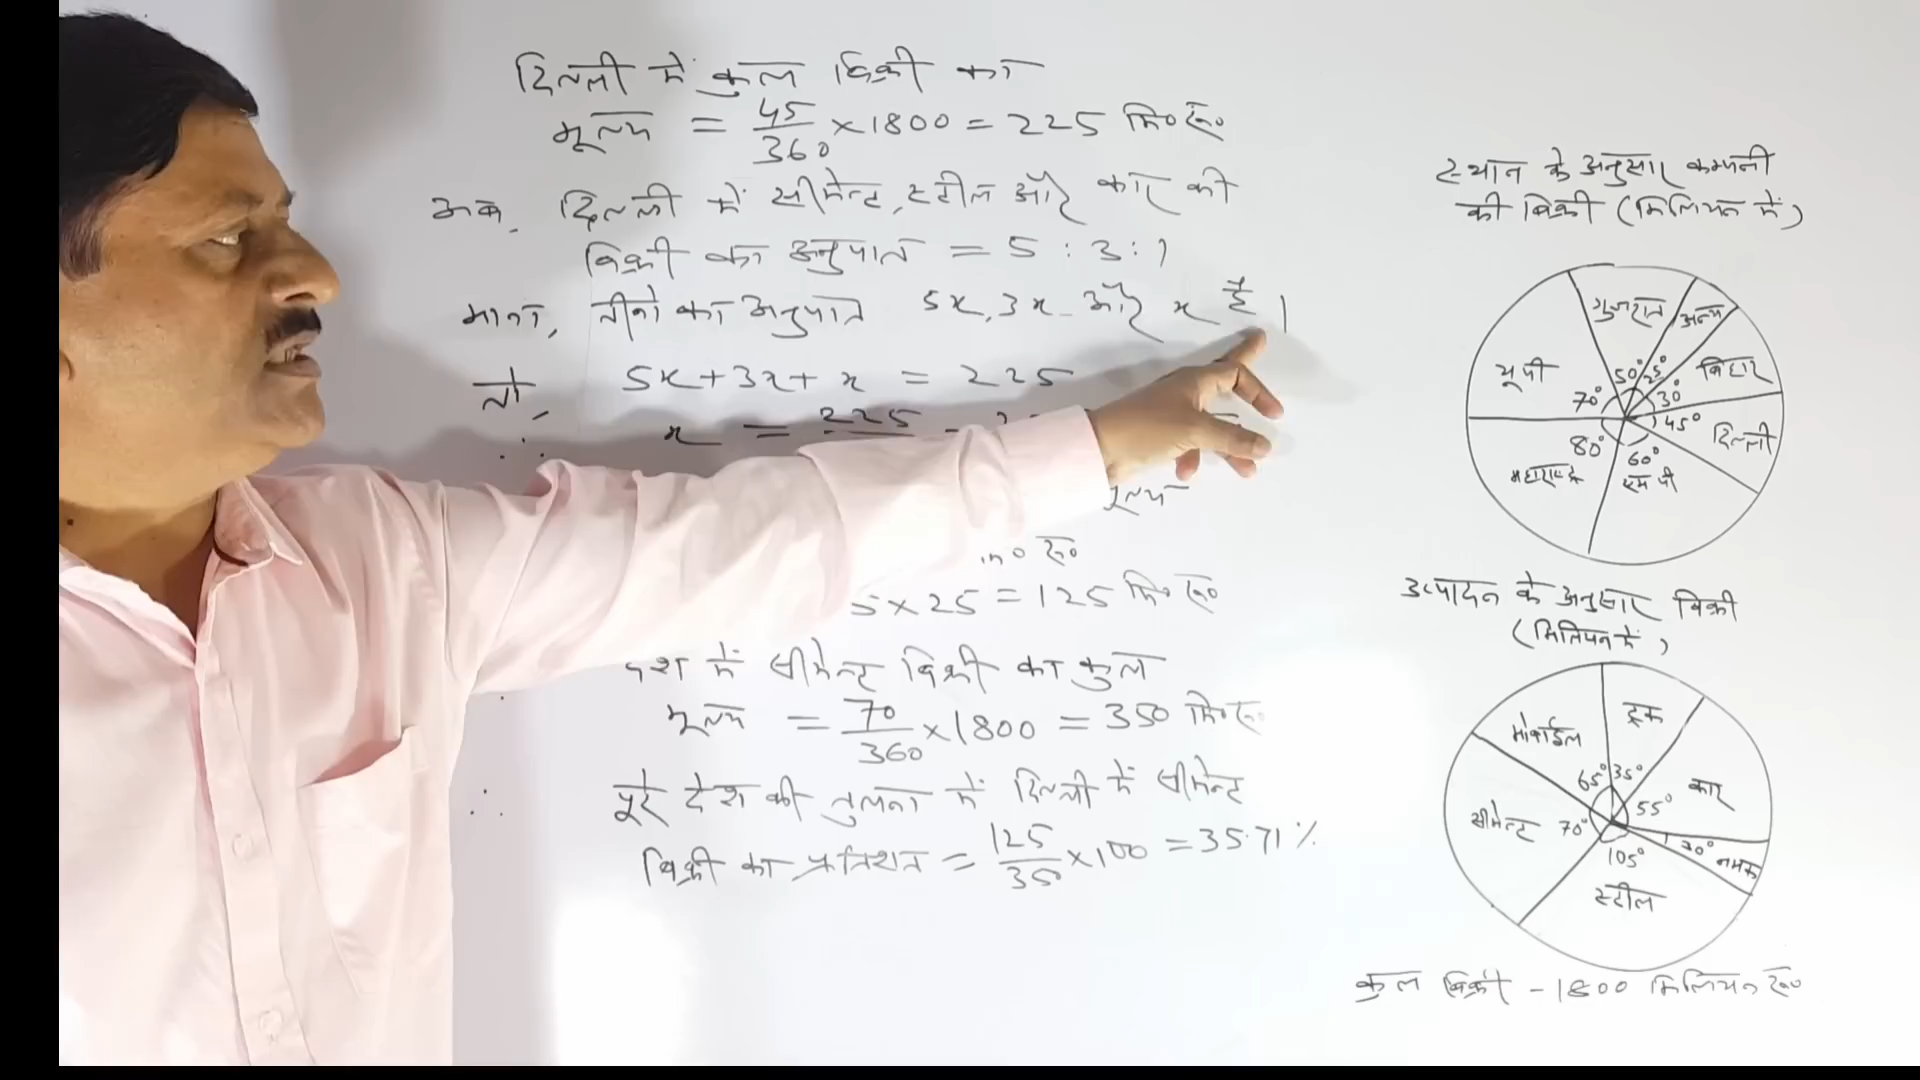 दिल्ली में कुल बिक्री का
मूल्य = 45/360 × 1800 = 225 मि० रू०
अब, दिल्ली में सीमेन्ट, स्टील और कार की
बिक्री का अनुपात = 5 : 3 : 1
माना, तीनो का अनुपात 5x, 3x और x है।
तो, 5x + 3x + x = 225
∴ x = 225
मूल्य
रू०
5 × 25 = 125 मि० रू०
देश में सीमेन्ट बिक्री का कुल
मूल्य = 70/360 × 1800 = 350 मि० रू०
∴ पूरे देश की तुलना में दिल्ली में सीमेन्ट
बिक्री का प्रतिशत = 125/350 × 100 = 35.71 %
स्थान के अनुसार कम्पनी
की बिक्री (मिलियन में)
गुजरात
अन्य
यू पी
बिहार
50° 25°
70° 30°
45° दिल्ली
80° 60°
महाराष्ट्र एम पी
उत्पादन के अनुसार बिक्री
(मिलियन में)
ट्रक
मोबाईल
65° 35°
कार
55°
सीमेन्ट 70°
30° नमक
105°
स्टील
कुल बिक्री - 1800 मिलियन रू०